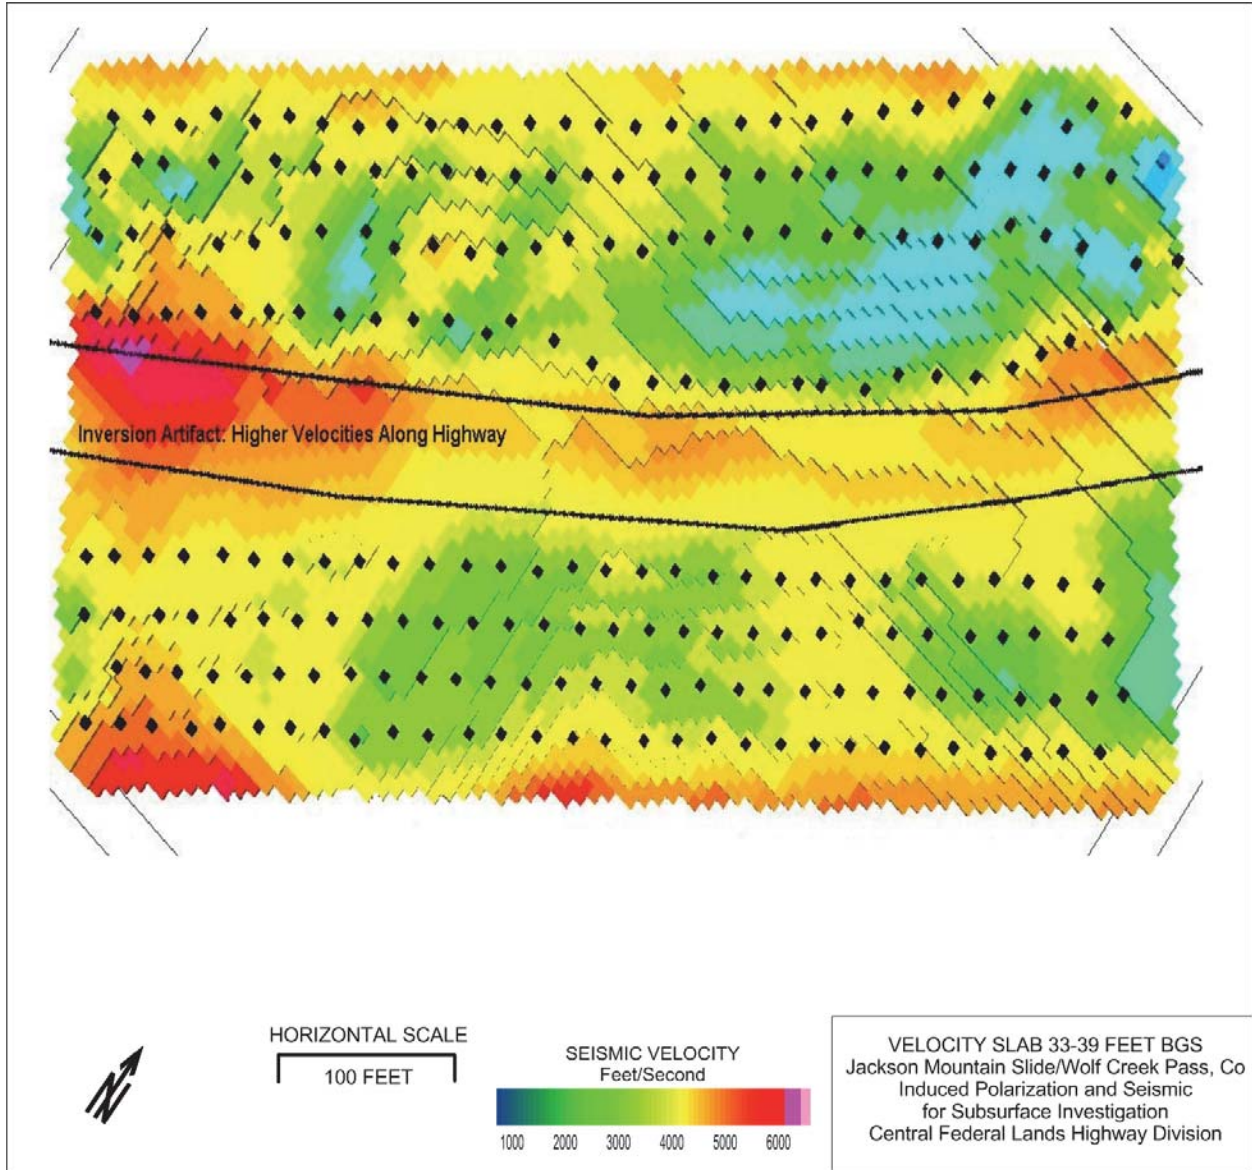 Inversion Artifact: Higher Velocities Along Highway
N
HORIZONTAL SCALE
100 FEET
SEISMIC VELOCITY
Feet/Second
1000 2000 3000 4000 5000 6000
VELOCITY SLAB 33-39 FEET BGS
Jackson Mountain Slide/Wolf Creek Pass, Co
Induced Polarization and Seismic
for Subsurface Investigation
Central Federal Lands Highway Division